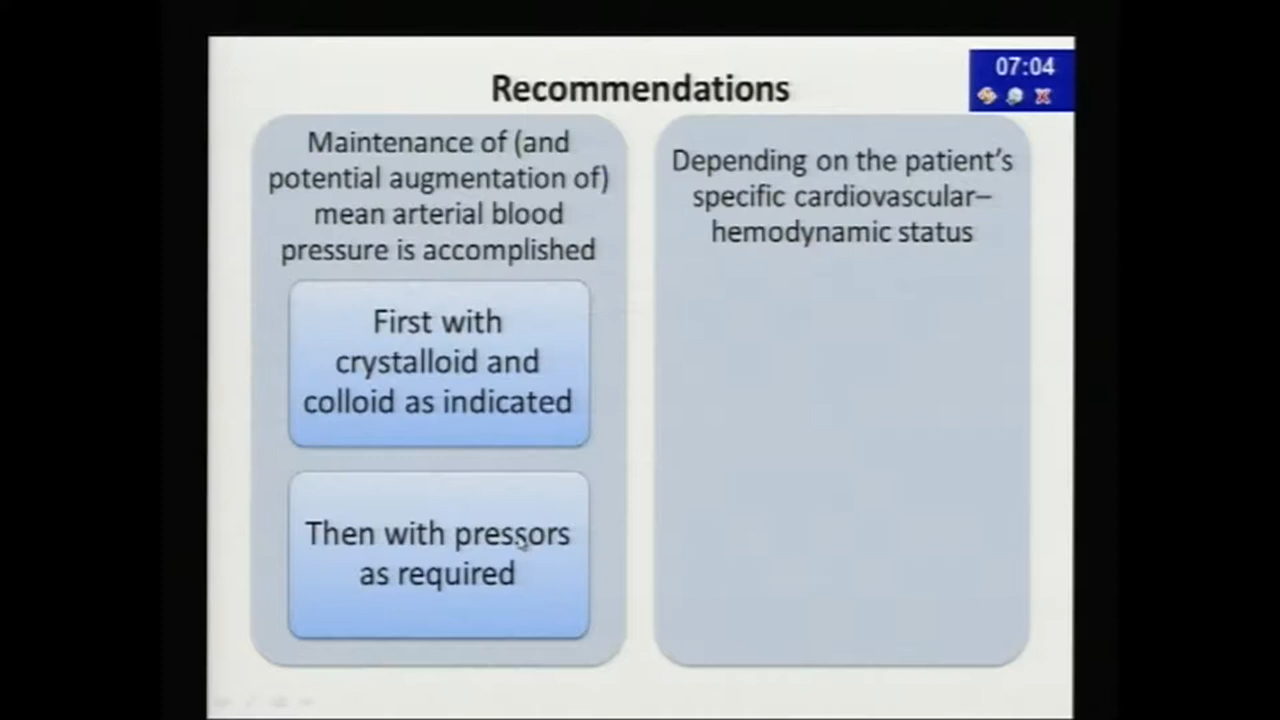 Recommendations
07:04
Maintenance of (and
potential augmentation of)
mean arterial blood
pressure is accomplished
First with
crystalloid and
colloid as indicated
Then with pressors
as required
Depending on the patient's
specific cardiovascular–
hemodynamic status